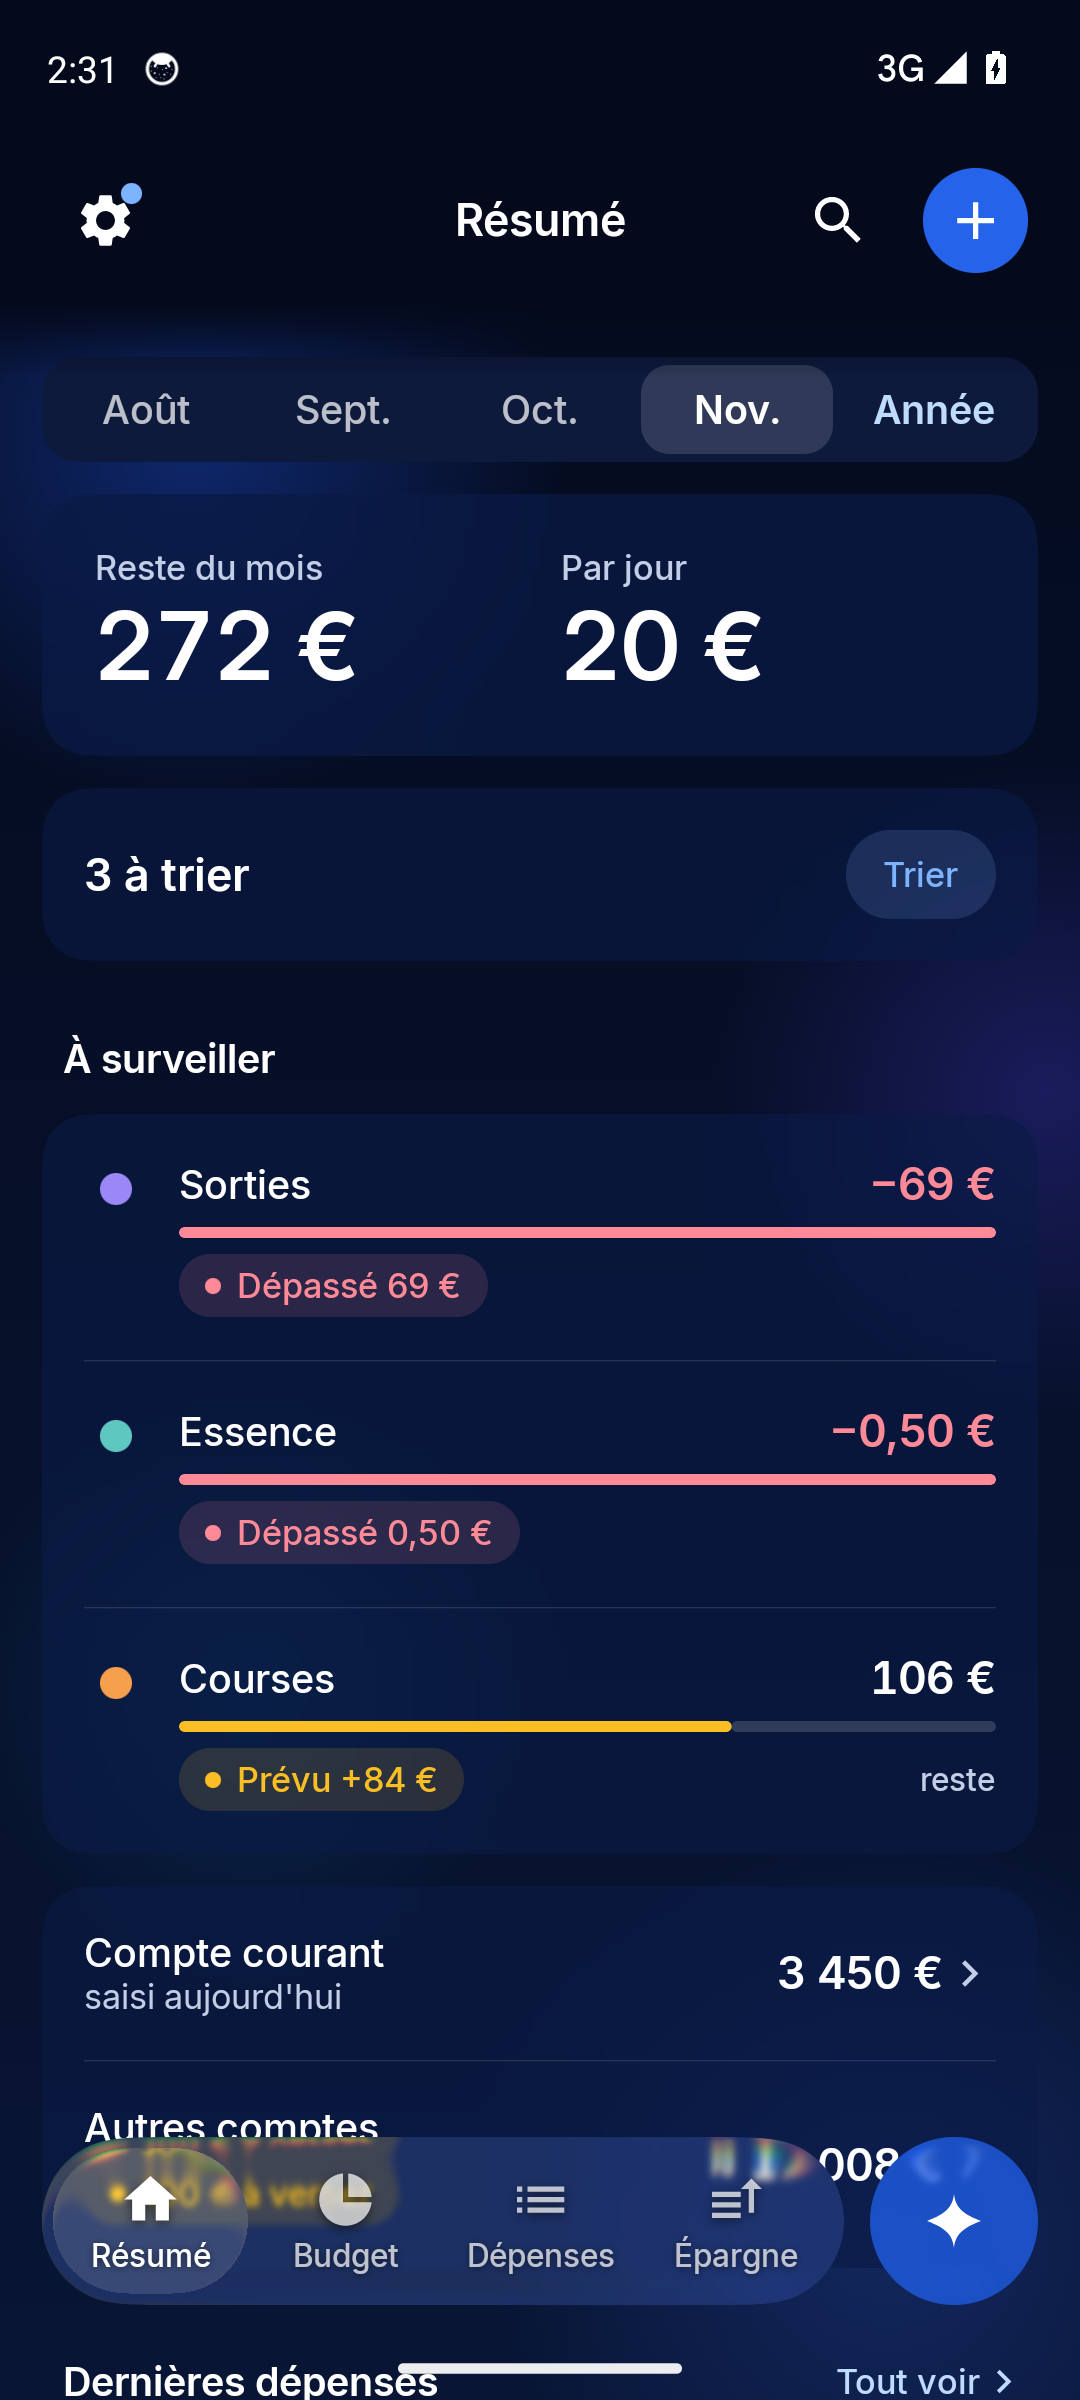 2:31
3G
Résumé
Août Sept. Oct. Nov. Année
Reste du mois
272 €
Par jour
20 €
3 à trier
Trier
À surveiller
Sorties
−69 €
Dépassé 69 €
Essence
−0,50 €
Dépassé 0,50 €
Courses
106 €
Prévu +84 €
reste
Compte courant
saisi aujourd'hui
3 450 €
Autres comptes
Résumé
Budget
Dépenses
Épargne
Dernières dépenses
Tout voir